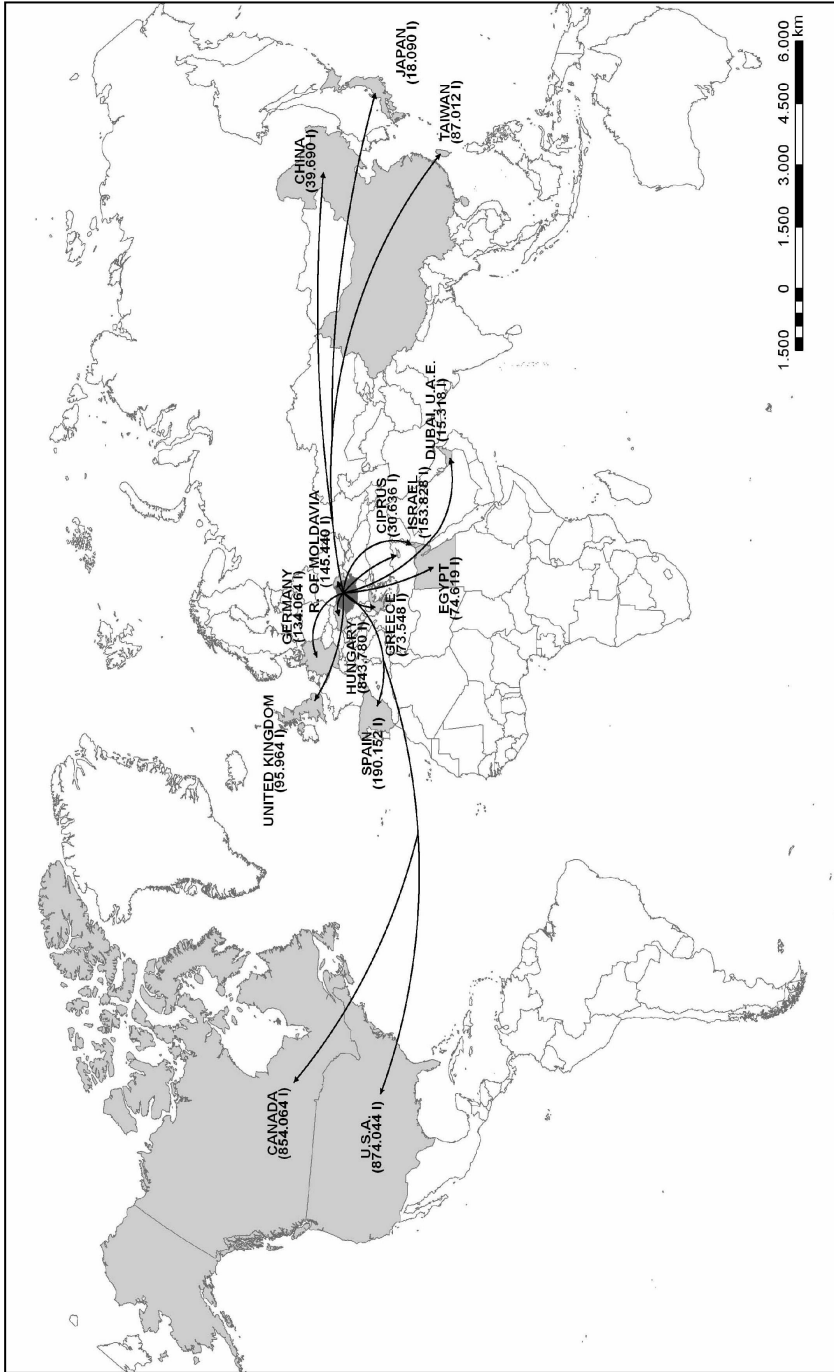 CANADA
(854.064 l)
U.S.A.
(874.044 l)
UNITED KINGDOM
(95.964 l)
GERMANY
(134.064 l)
R. OF MOLDAVIA
(145.440 l)
HUNGARY
(843.780 l)
SPAIN
(190.152 l)
GREECE
(73.548 l)
CIPRUS
(30.636 l)
ISRAEL
(153.828 l)
EGYPT
(74.619 l)
DUBAI, U.A.E.
(15.318 l)
CHINA
(39.690 l)
JAPAN
(18.090 l)
TAIWAN
(87.012 l)
1.500 0 1.500 3.000 4.500 6.000
km